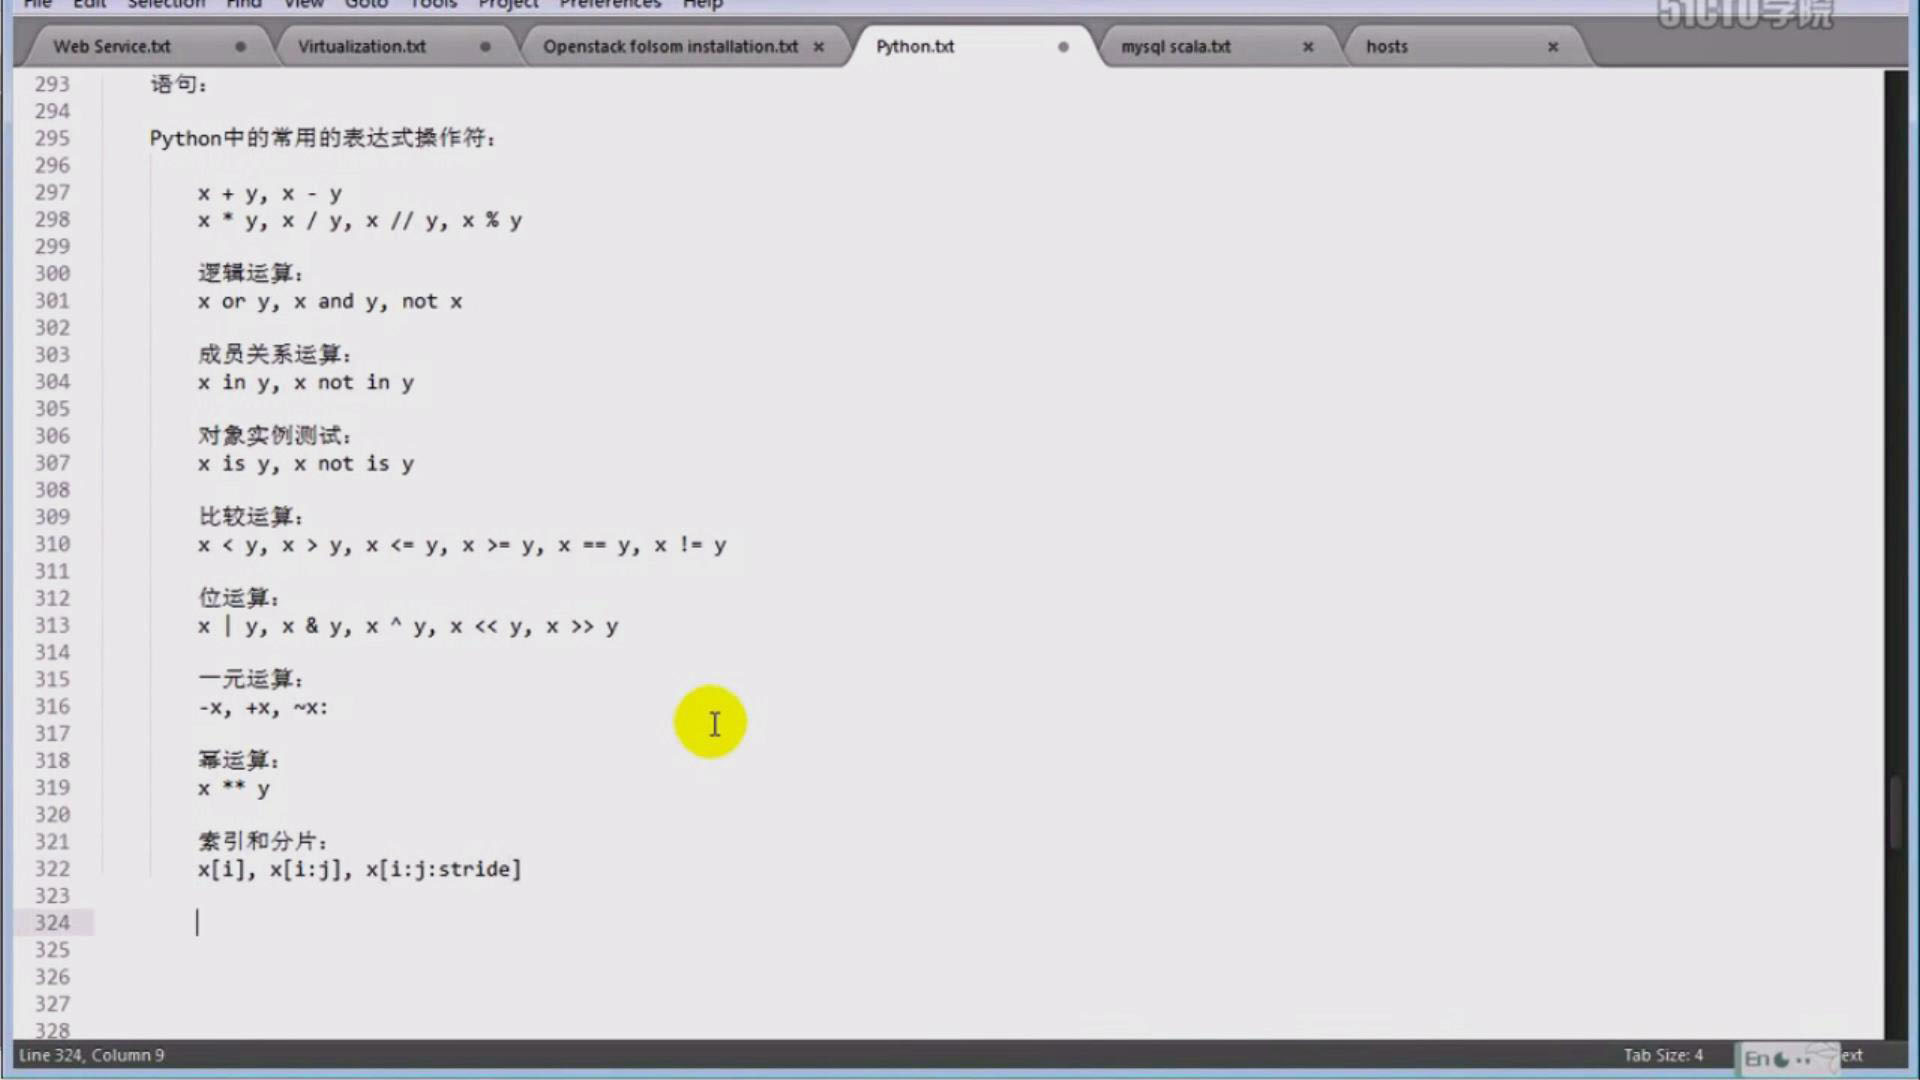 File Edit Selection Find View Goto Tools Project Preferences Help
51CTO学院
Web Service.txt Virtualization.txt Openstack folsom installation.txt Python.txt mysql scala.txt hosts
293 语句:
294
295 Python中的常用的表达式操作符:
296
297 x + y, x - y
298 x * y, x / y, x // y, x % y
299
300 逻辑运算:
301 x or y, x and y, not x
302
303 成员关系运算:
304 x in y, x not in y
305
306 对象实例测试:
307 x is y, x not is y
308
309 比较运算:
310 x < y, x > y, x <= y, x >= y, x == y, x != y
311
312 位运算:
313 x | y, x & y, x ^ y, x << y, x >> y
314
315 一元运算:
316 -x, +x, ~x:
317
318 幂运算:
319 x ** y
320
321 索引和分片:
322 x[i], x[i:j], x[i:j:stride]
323
324
325
326
327
328
Line 324, Column 9 Tab Size: 4 En